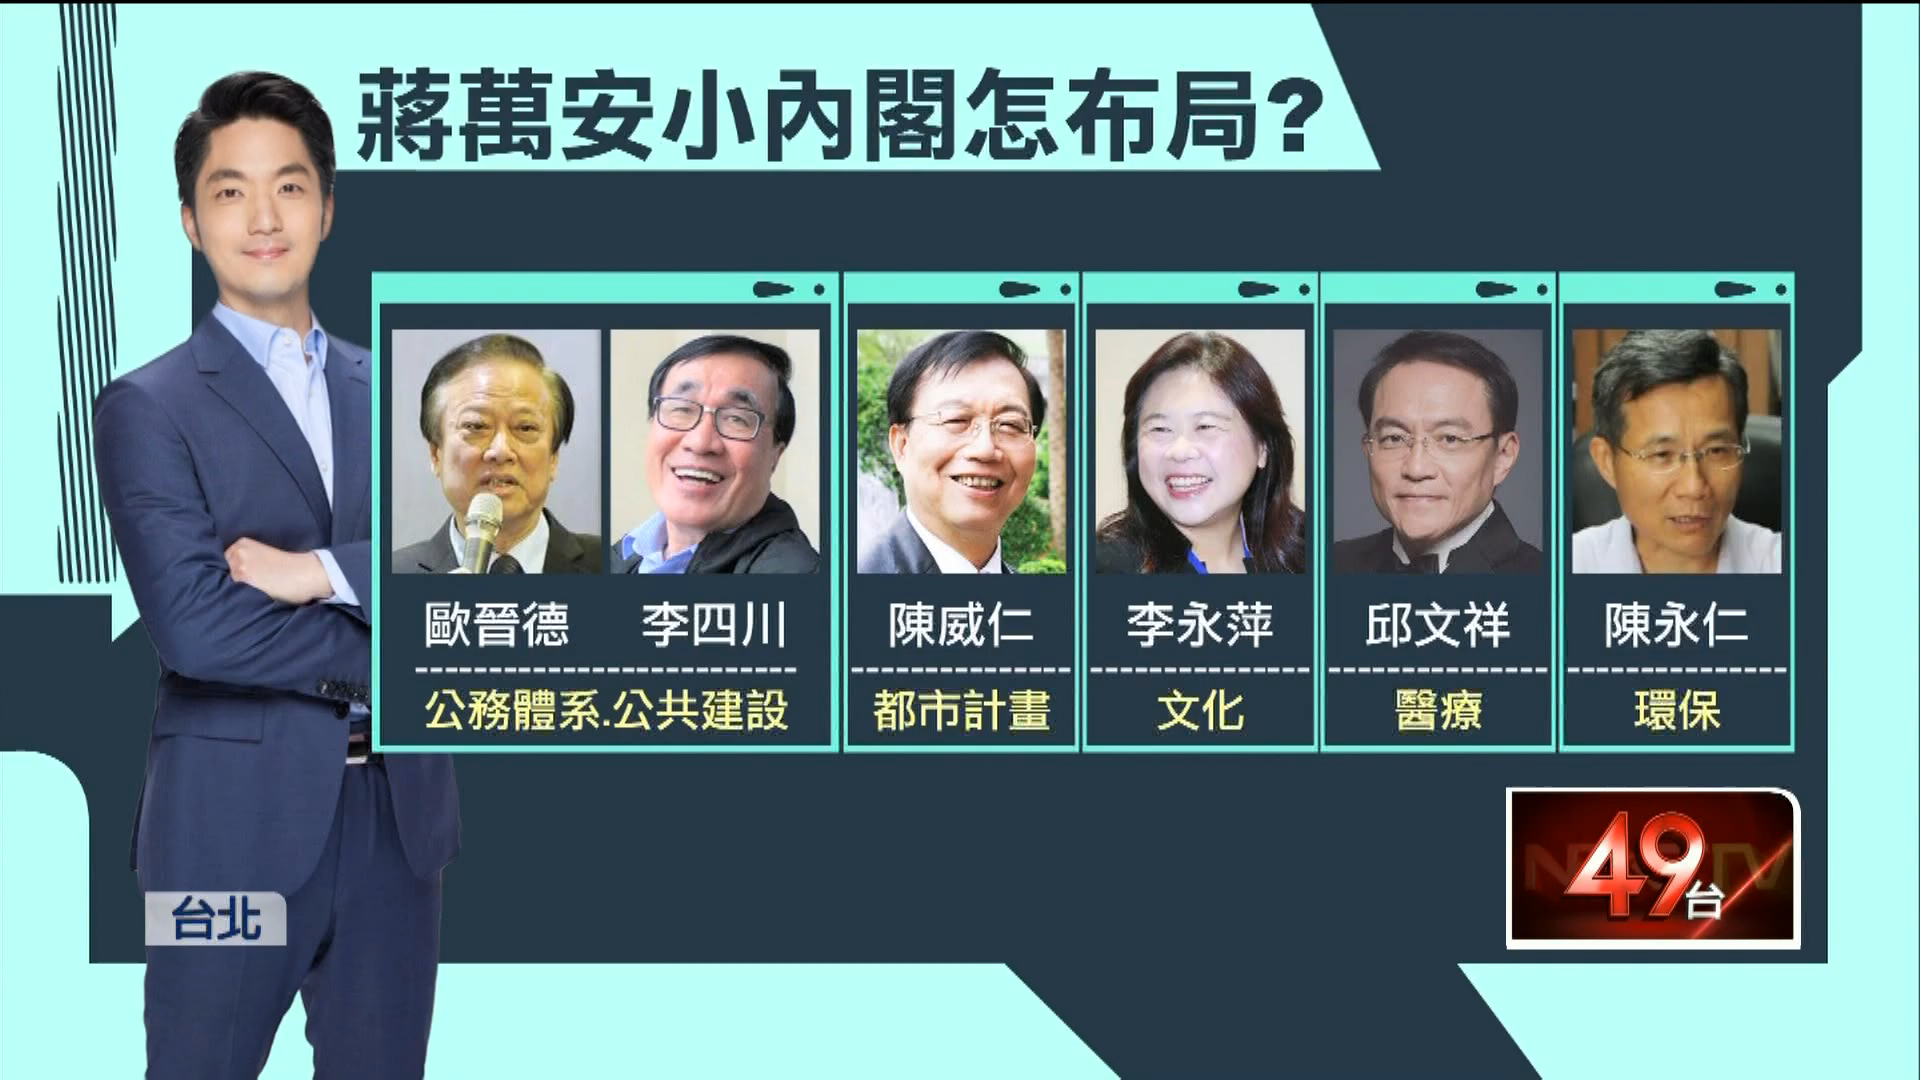 蔣萬安小內閣怎布局?
歐晉德 李四川 陳威仁 李永萍 邱文祥 陳永仁
公務體系.公共建設 都市計畫 文化 醫療 環保
49台
台北